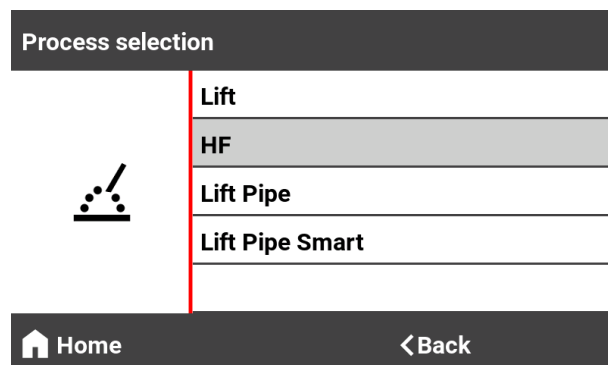 Process selection
Lift
HF
Lift Pipe
Lift Pipe Smart
Home
Back